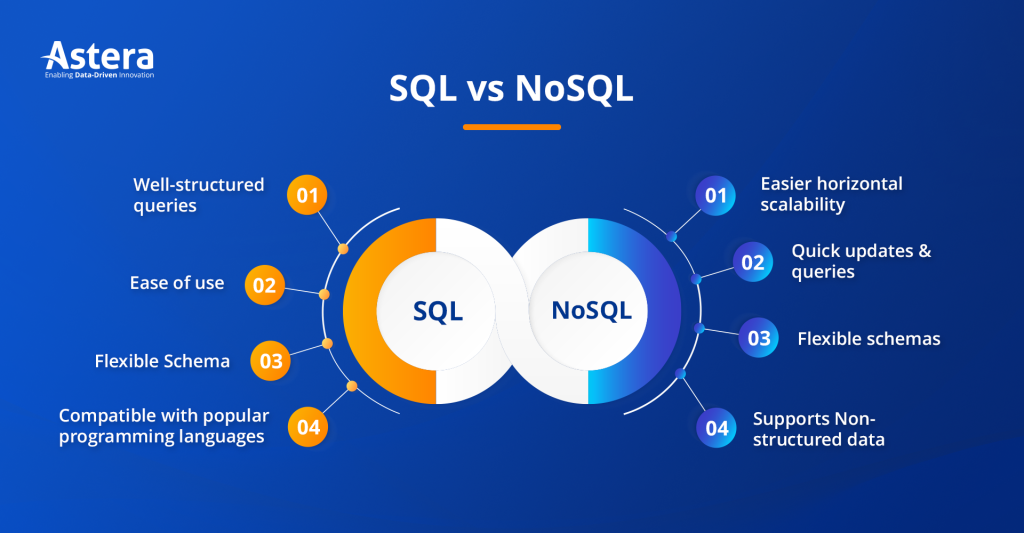 Astera
Enabling Data-Driven Innovation
SQL vs NoSQL
01
Well-structured
queries
02
Ease of use
03
Flexible Schema
04
Compatible with popular
programming languages
SQL
NoSQL
01
Easier horizontal
scalability
02
Quick updates &
queries
03
Flexible schemas
04
Supports Non-
structured data